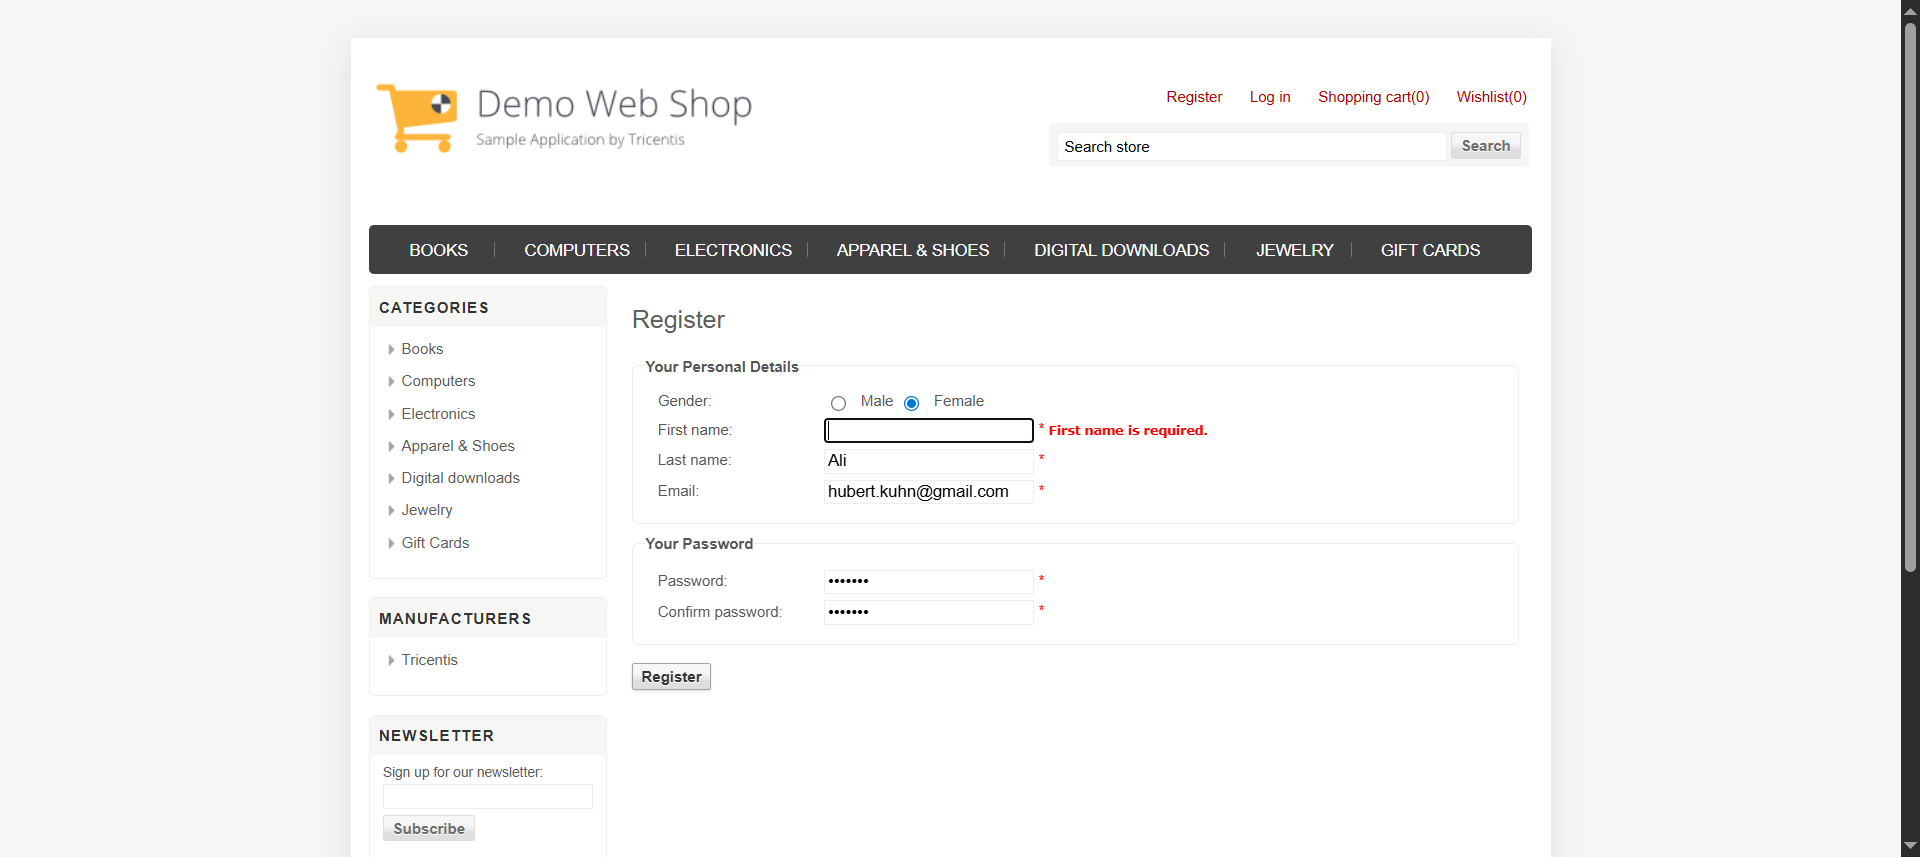 Demo Web Shop
Sample Application by Tricentis
Register Log in Shopping cart(0) Wishlist(0)
Search store Search
BOOKS COMPUTERS ELECTRONICS APPAREL & SHOES DIGITAL DOWNLOADS JEWELRY GIFT CARDS
CATEGORIES
Books
Computers
Electronics
Apparel & Shoes
Digital downloads
Jewelry
Gift Cards
MANUFACTURERS
Tricentis
NEWSLETTER
Sign up for our newsletter:
Subscribe
Register
Your Personal Details
Gender: Male Female
First name: * First name is required.
Last name: Ali *
Email: hubert.kuhn@gmail.com *
Your Password
Password: ••••••• *
Confirm password: ••••••• *
Register